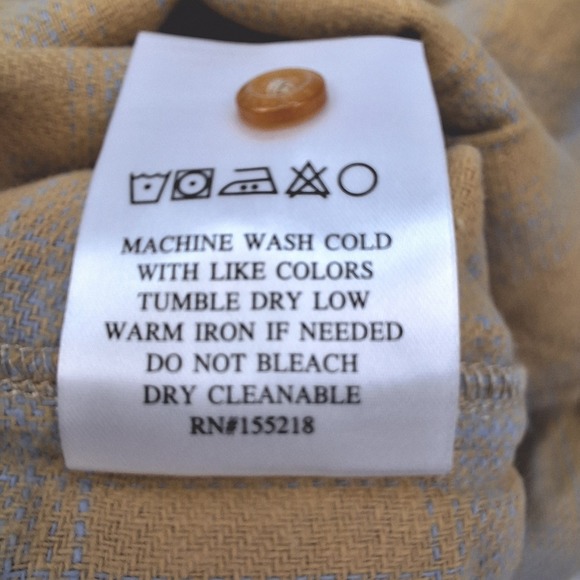 MACHINE WASH COLD
WITH LIKE COLORS
TUMBLE DRY LOW
WARM IRON IF NEEDED
DO NOT BLEACH
DRY CLEANABLE
RN#155218